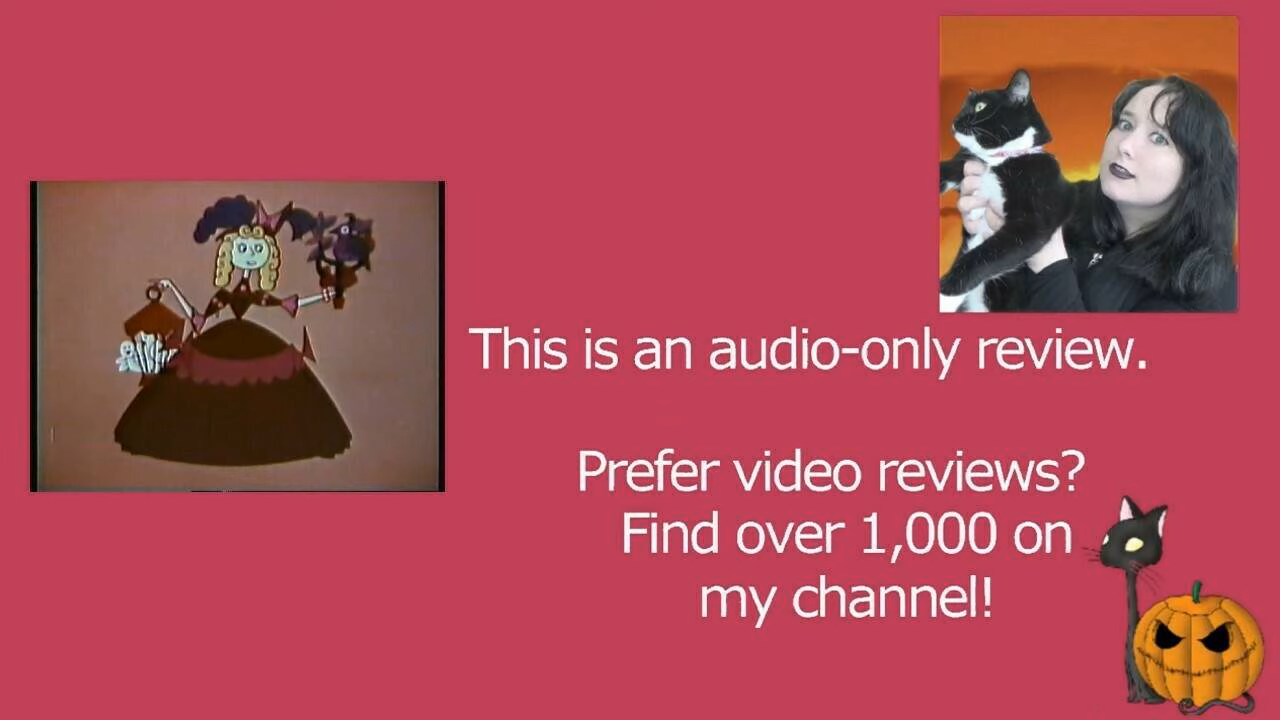 This is an audio-only review.
Prefer video reviews?
Find over 1,000 on
my channel!